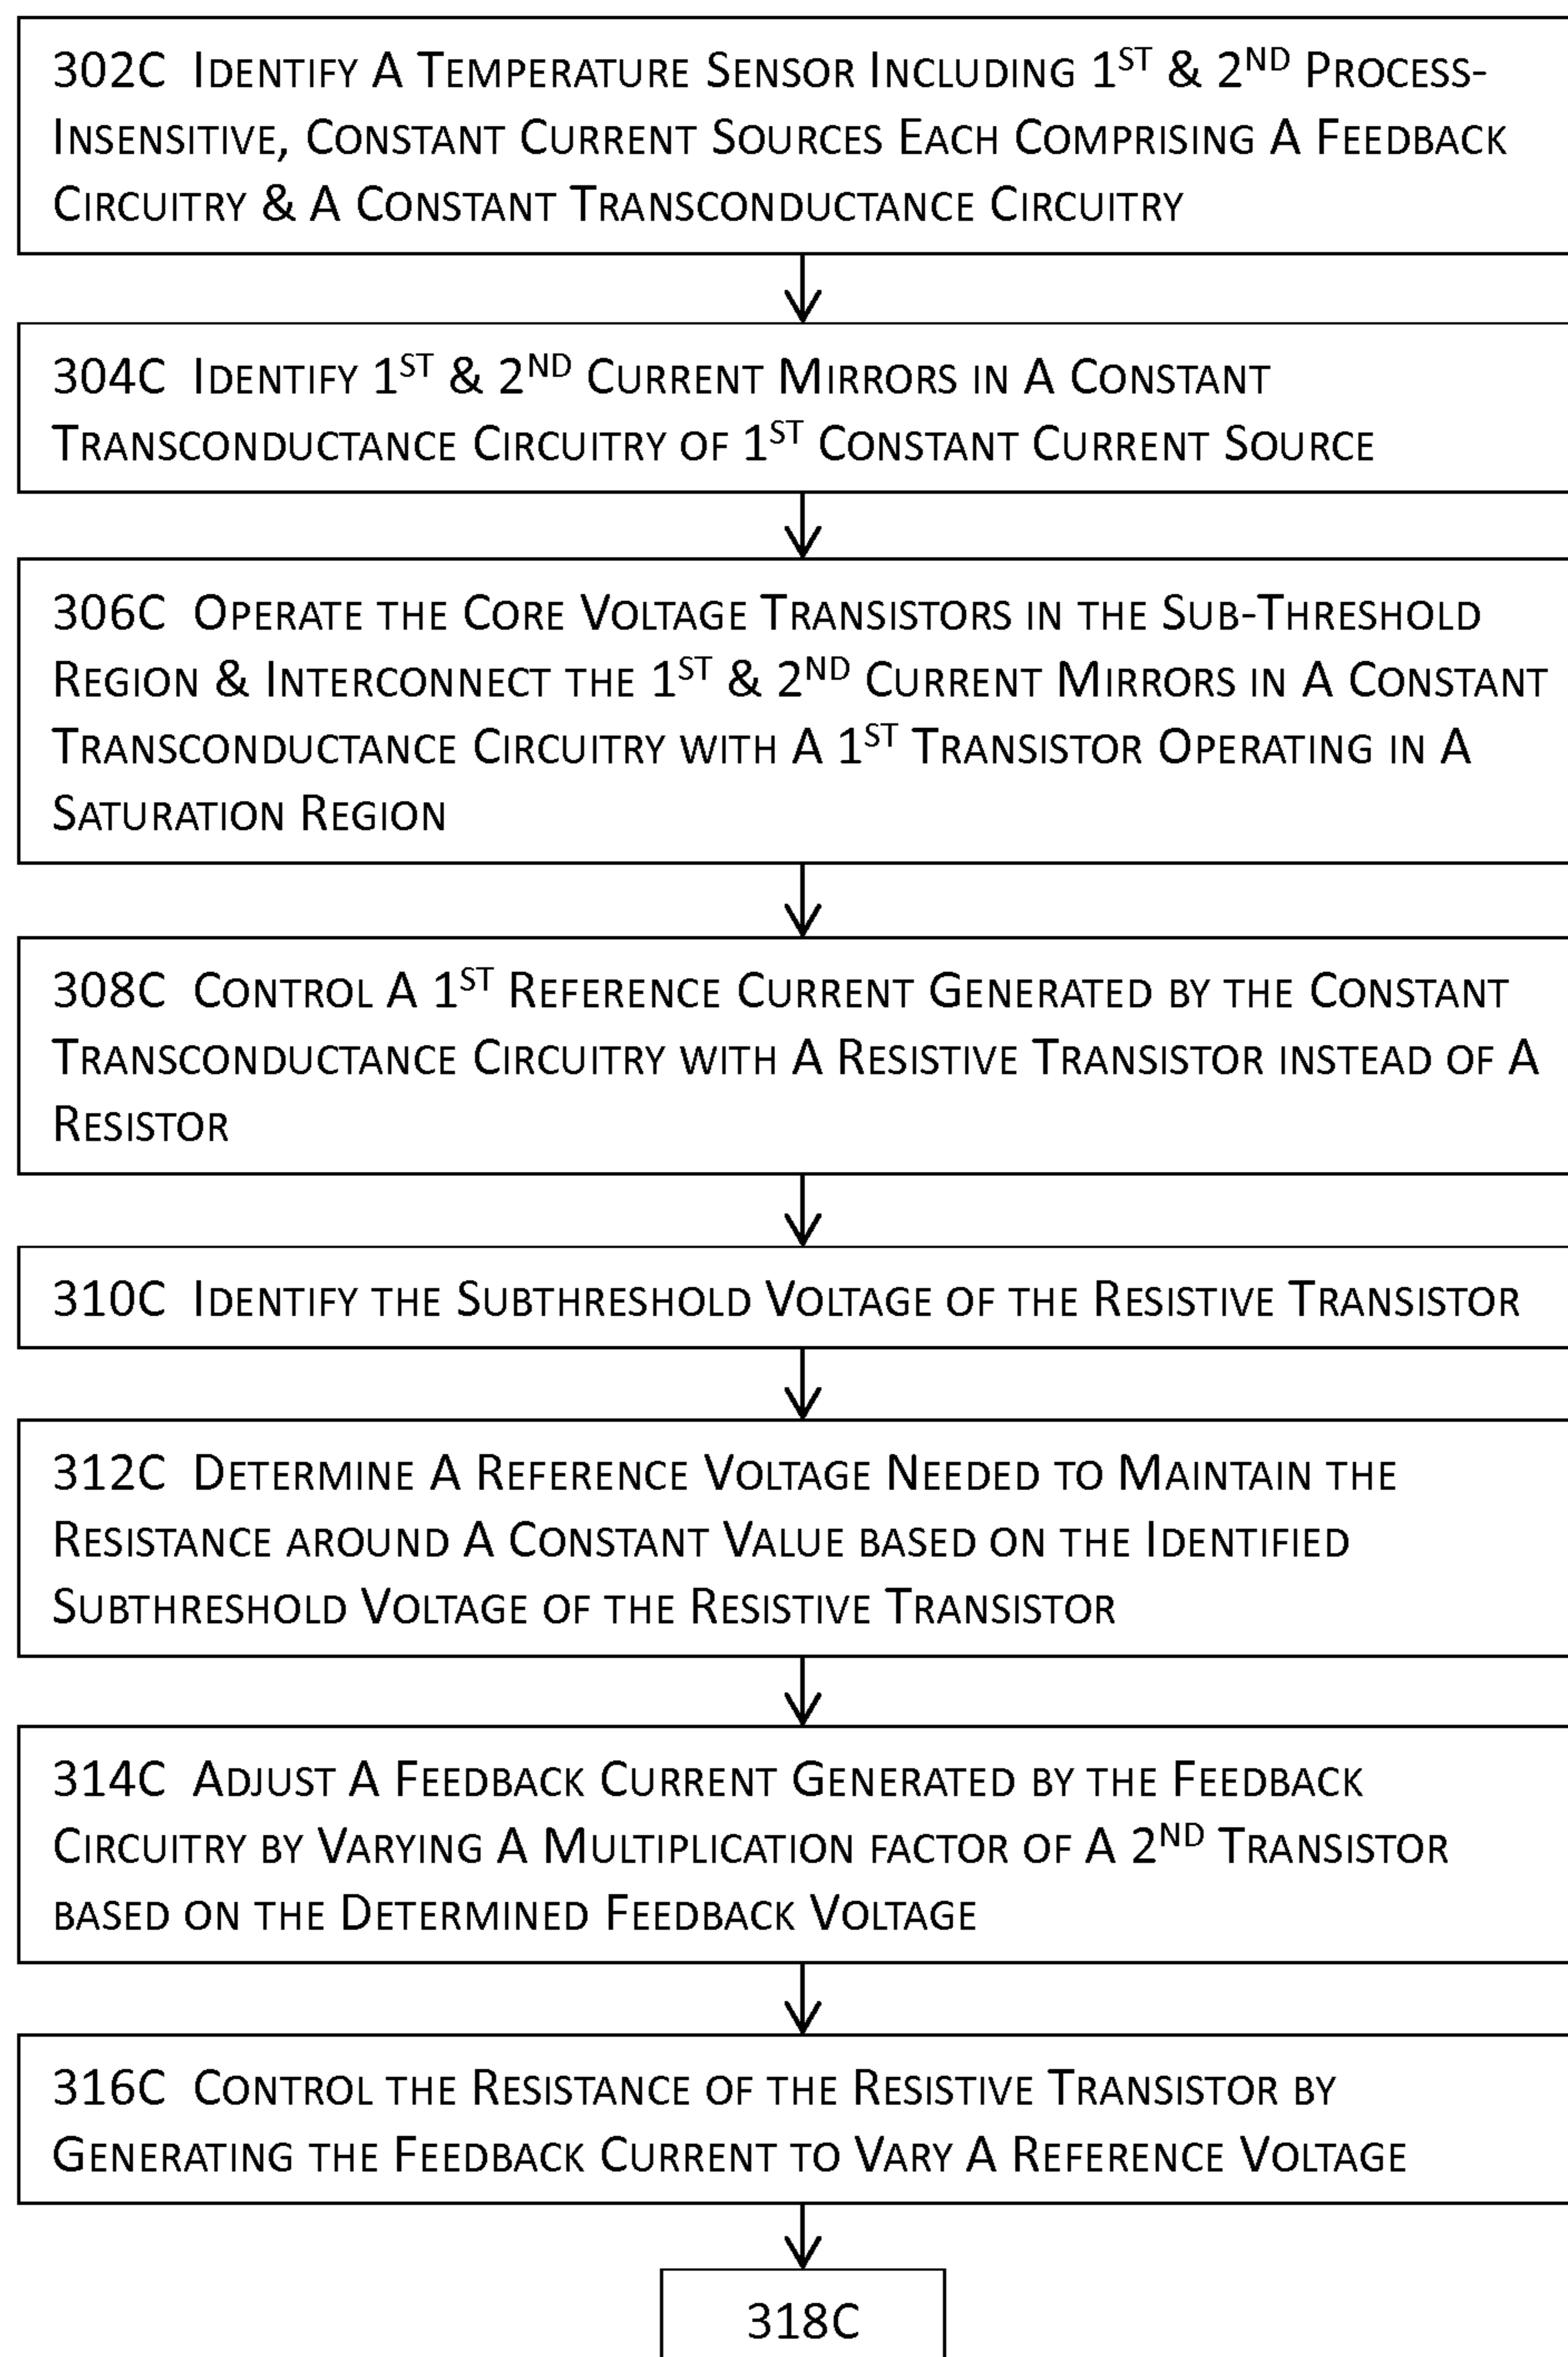 302C Identify A Temperature Sensor Including 1st & 2nd Process-
Insensitive, Constant Current Sources Each Comprising A Feedback
Circuitry & A Constant Transconductance Circuitry
304C Identify 1st & 2nd Current Mirrors in A Constant
Transconductance Circuitry of 1st Constant Current Source
306C Operate the Core Voltage Transistors in the Sub-Threshold
Region & Interconnect the 1st & 2nd Current Mirrors in A Constant
Transconductance Circuitry with A 1st Transistor Operating in A
Saturation Region
308C Control A 1st Reference Current Generated by the Constant
Transconductance Circuitry with A Resistive Transistor instead of A
Resistor
310C Identify the Subthreshold Voltage of the Resistive Transistor
312C Determine A Reference Voltage Needed to Maintain the
Resistance around A Constant Value based on the Identified
Subthreshold Voltage of the Resistive Transistor
314C Adjust A Feedback Current Generated by the Feedback
Circuitry by Varying A Multiplication factor of A 2nd Transistor
based on the Determined Feedback Voltage
316C Control the Resistance of the Resistive Transistor by
Generating the Feedback Current to Vary A Reference Voltage
318C